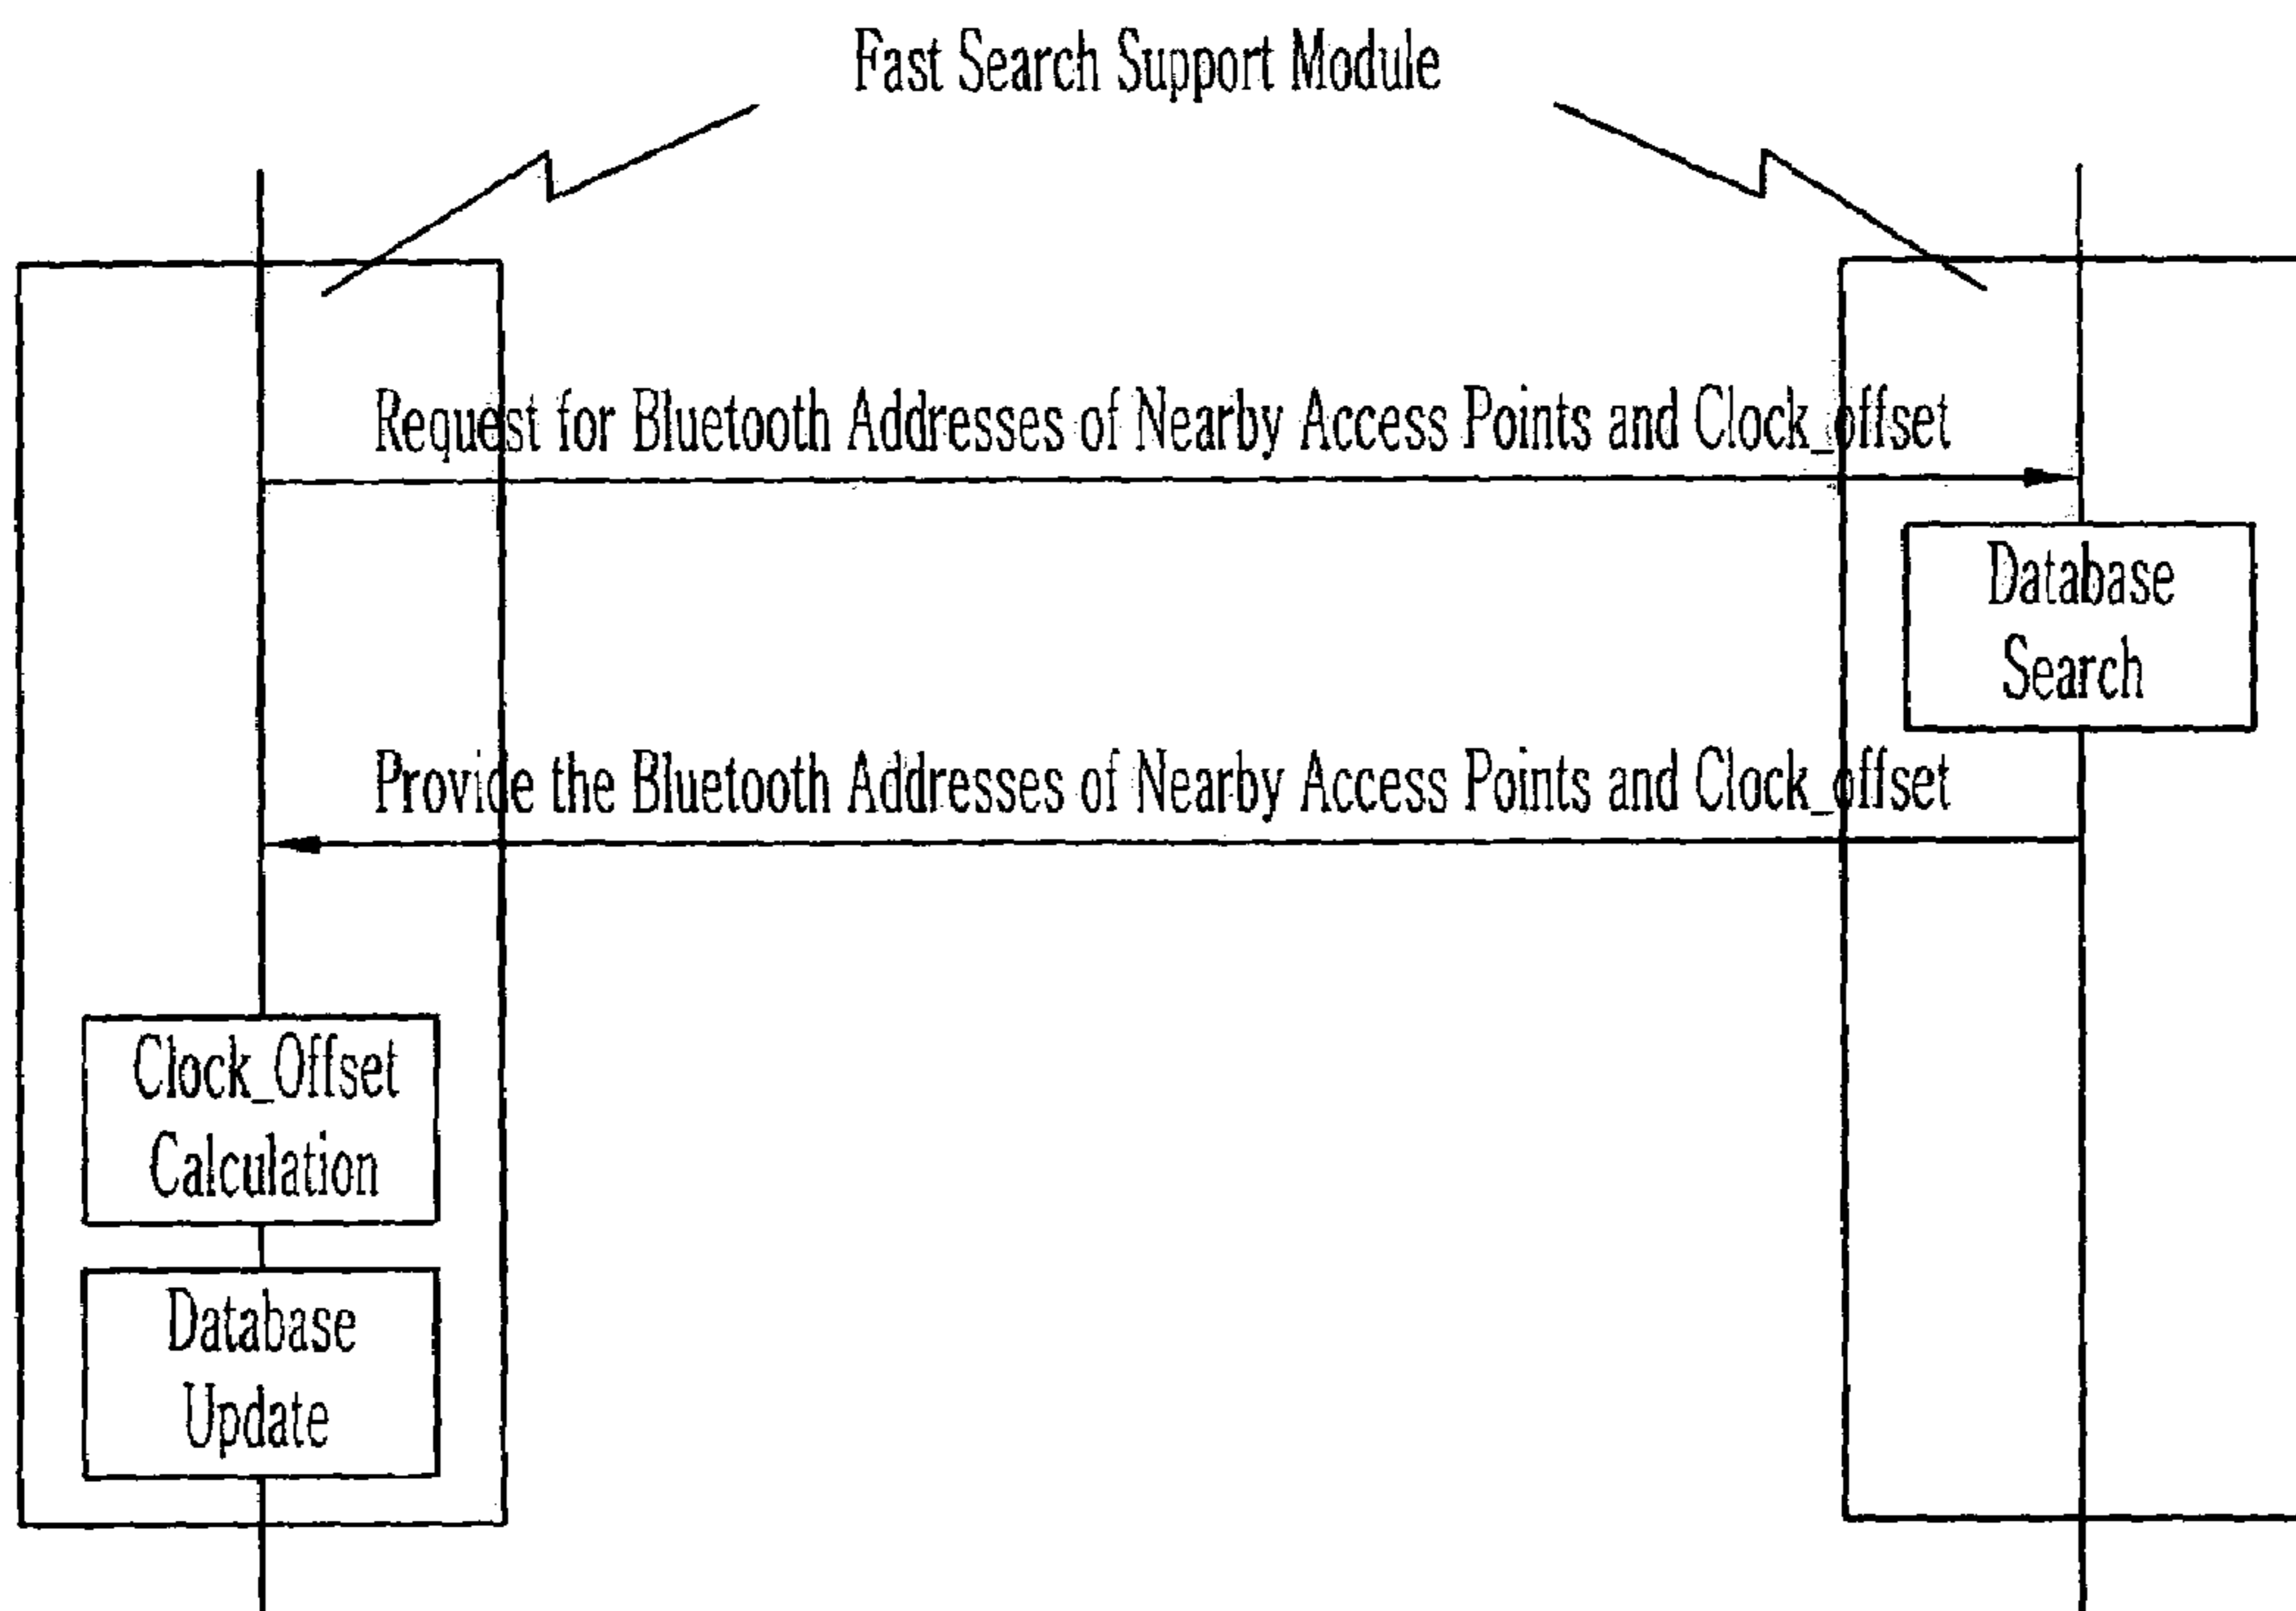 Fast Search Support Module
Request for Bluetooth Addresses of Nearby Access Points and Clock_offset
Database
Search
Provide the Bluetooth Addresses of Nearby Access Points and Clock_offset
Clock_Offset
Calculation
Database
Update